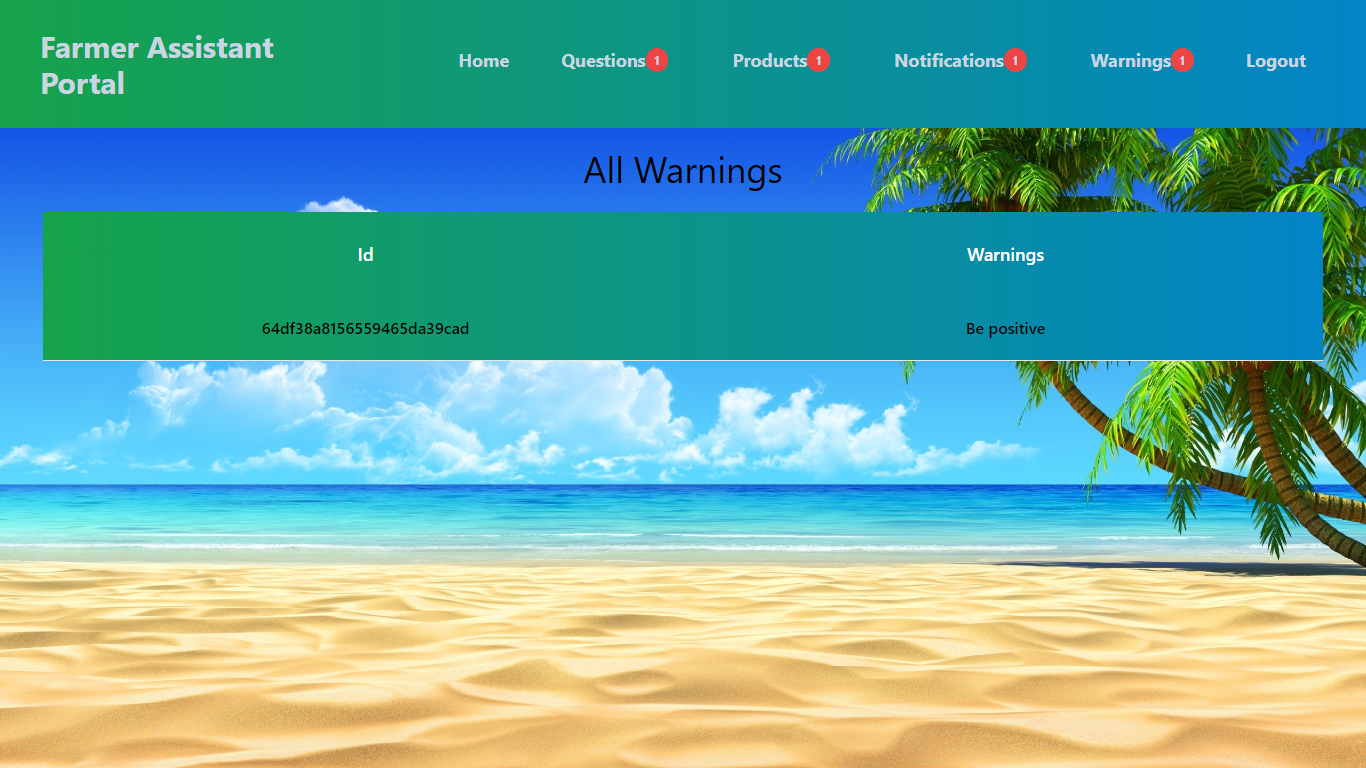 Farmer Assistant
Portal
Home Questions 1 Products 1 Notifications 1 Warnings 1 Logout
All Warnings
Id Warnings
64df38a8156559465da39cad Be positive